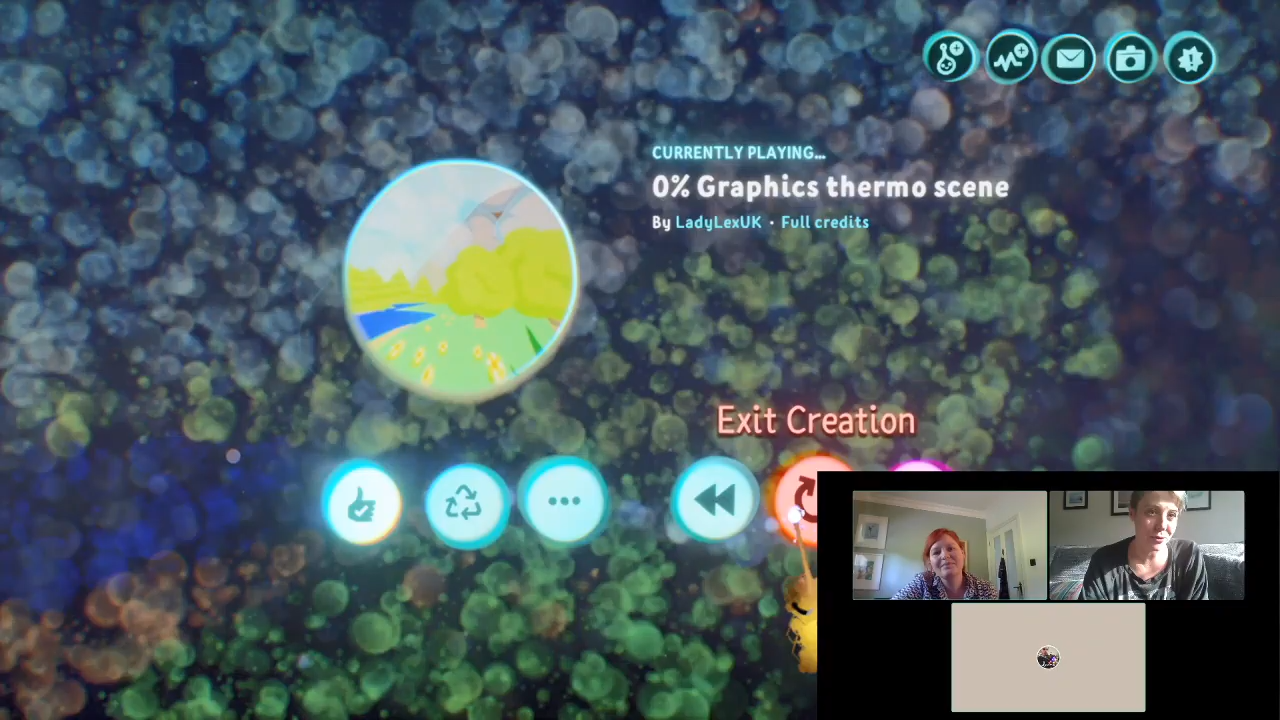 CURRENTLY PLAYING...
0% Graphics thermo scene
By LadyLexUK • Full credits
Exit Creation